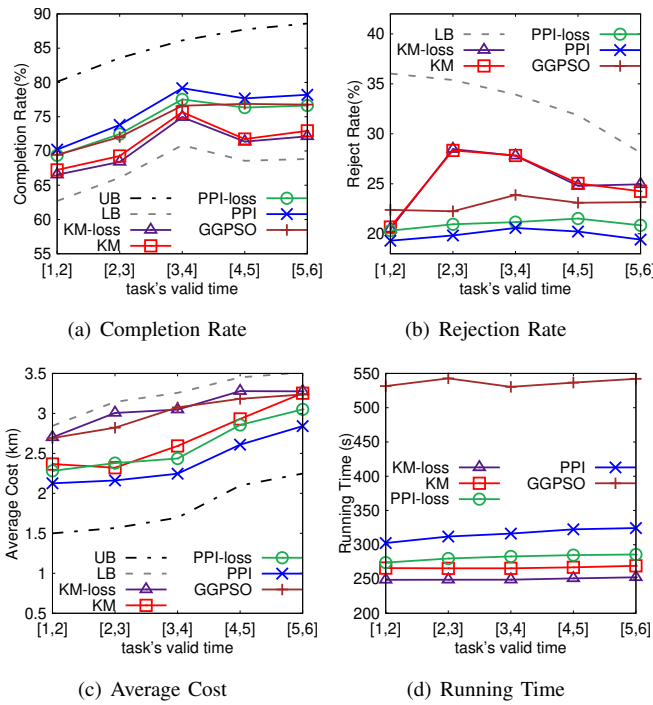 90
85
80
75
70
65
60
55
Completion Rate(%)
UB
LB
KM-loss
KM
PPI-loss
PPI
GGPSO
[1,2] [2,3] [3,4] [4,5] [5,6]
task's valid time
(a) Completion Rate
40
35
30
25
20
Reject Rate(%)
LB
KM-loss
KM
PPI-loss
PPI
GGPSO
[1,2] [2,3] [3,4] [4,5] [5,6]
task's valid time
(b) Rejection Rate
3.5
3
2.5
2
1.5
1
0.5
Average Cost (km)
UB
LB
KM-loss
KM
PPI-loss
PPI
GGPSO
[1,2] [2,3] [3,4] [4,5] [5,6]
task's valid time
(c) Average Cost
550
500
450
400
350
300
250
200
Running Time (s)
KM-loss
KM
PPI-loss
PPI
GGPSO
[1,2] [2,3] [3,4] [4,5] [5,6]
task's valid time
(d) Running Time